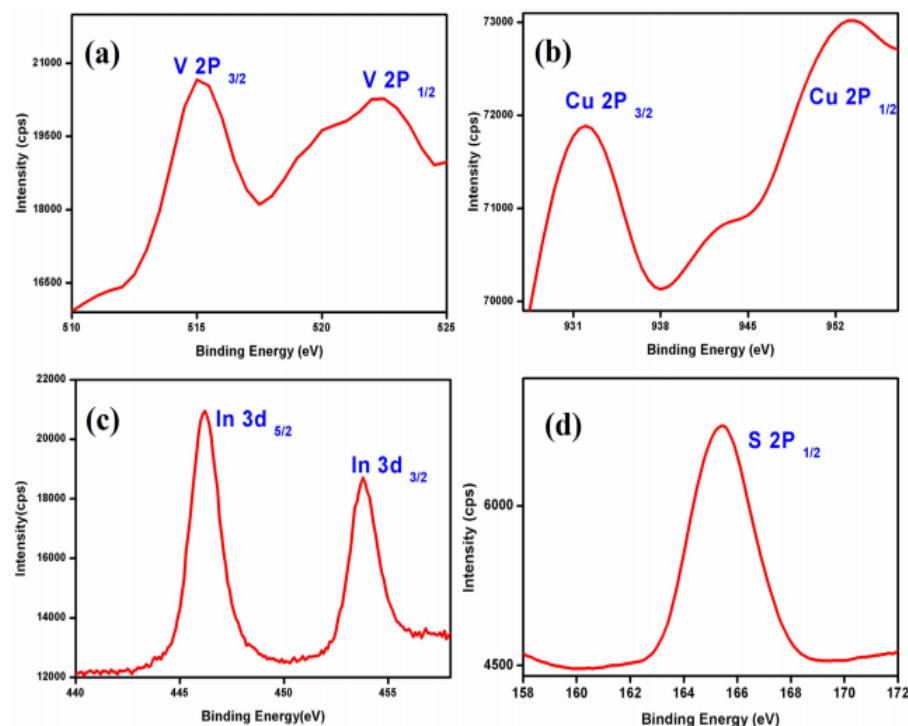 (a)
V 2P 3/2
V 2P 1/2
Intensity (cps)
21000
19500
18000
16500
510 515 520 525
Binding Energy (eV)
(b)
Cu 2P 3/2
Cu 2P 1/2
Intensity (cps)
73000
72000
71000
70000
931 938 945 952
Binding Energy (eV)
(c)
In 3d 5/2
In 3d 3/2
Intensity(cps)
22000
20000
18000
16000
14000
12000
440 445 450 455
Binding Energy(eV)
(d)
S 2P 1/2
Intensity (cps)
6000
4500
158 160 162 164 166 168 170 172
Binding Energy (eV)